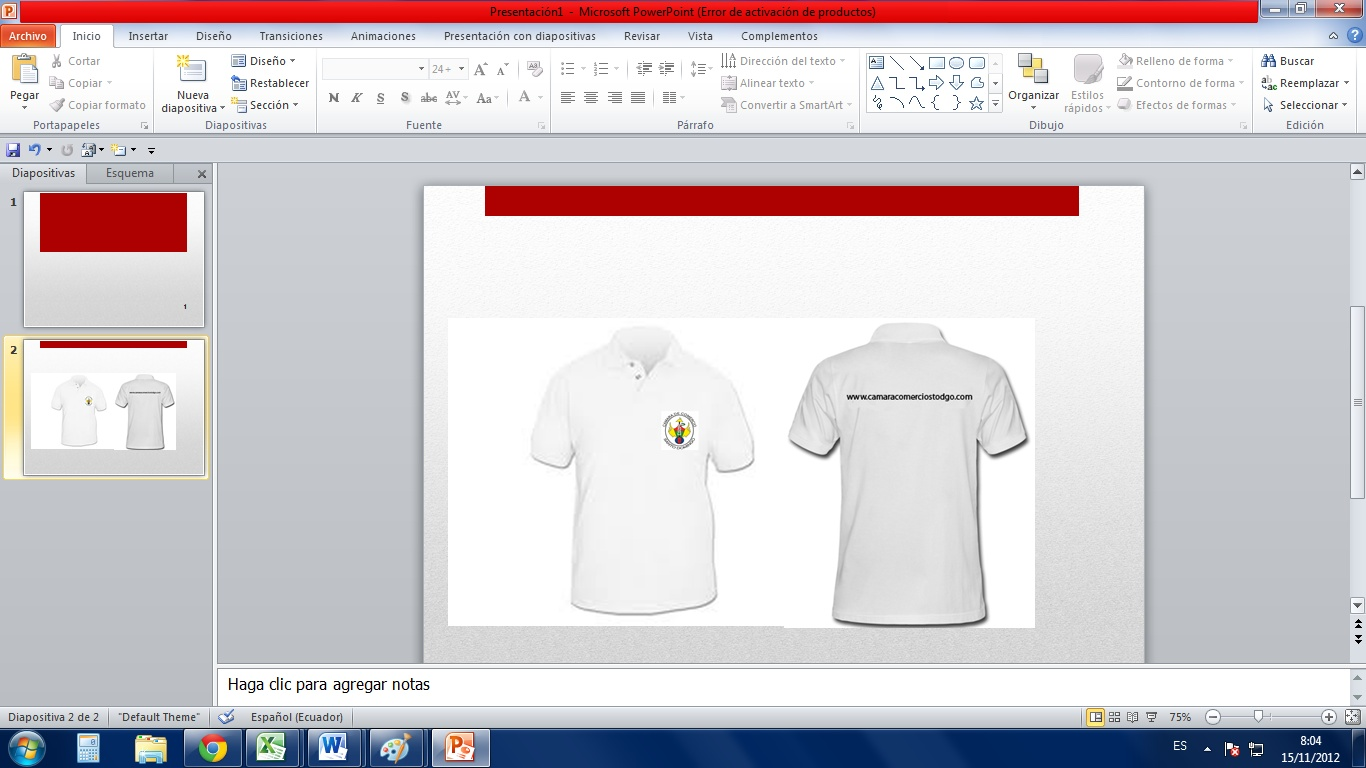 Presentación1 - Microsoft PowerPoint (Error de activación de productos)
Archivo Inicio Insertar Diseño Transiciones Animaciones Presentación con diapositivas Revisar Vista Complementos
Pegar
Cortar
Copiar
Copiar formato
Portapapeles
Nueva diapositiva
Diseño
Restablecer
Sección
Diapositivas
24
N K S S abc AV Aa A
Fuente
Dirección del texto
Alinear texto
Convertir a SmartArt
Párrafo
Organizar
Estilos rápidos
Relleno de forma
Contorno de forma
Efectos de formas
Dibujo
Buscar
Reemplazar
Seleccionar
Edición
Diapositivas Esquema
1
1
2
www.camaracomerciostodgo.com
Haga clic para agregar notas
Diapositiva 2 de 2 "Default Theme" Español (Ecuador) 75%
ES 8:04
15/11/2012